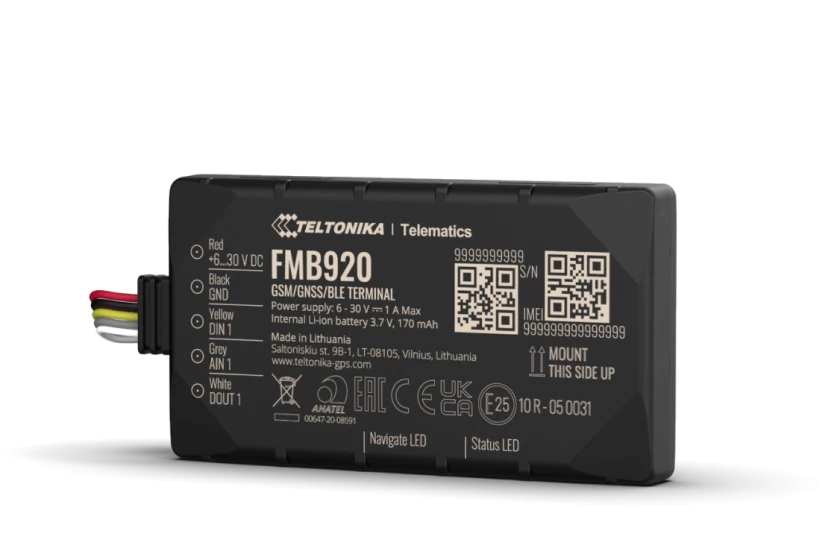 TELTONIKA | Telematics
Red
+6...30 V DC
Black
GND
Yellow
DIN 1
Grey
AIN 1
White
DOUT 1
FMB920
GSM/GNSS/BLE TERMINAL
Power supply: 6 - 30 V ⎓ 1 A Max
Internal Li-ion battery 3.7 V, 170 mAh
Made in Lithuania
Saltoniskiu st. 9B-1, LT-08105, Vilnius, Lithuania
www.teltonika-gps.com
9999999999
S/N
IMEI
999999999999999
MOUNT
THIS SIDE UP
ANATEL
00647-20-08591
EAC
CE
UK
CA
E25 10 R - 05 0031
Navigate LED
Status LED